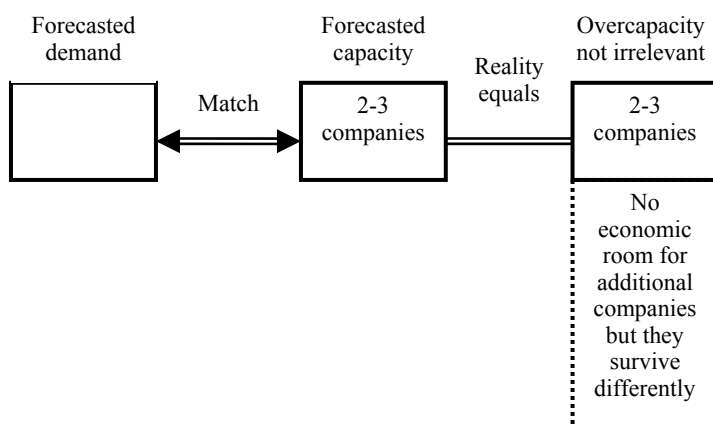 Forecasted
demand
Forecasted
capacity
Overcapacity
not irrelevant
Match
2-3
companies
Reality
equals
2-3
companies
No
economic
room for
additional
companies
but they
survive
differently